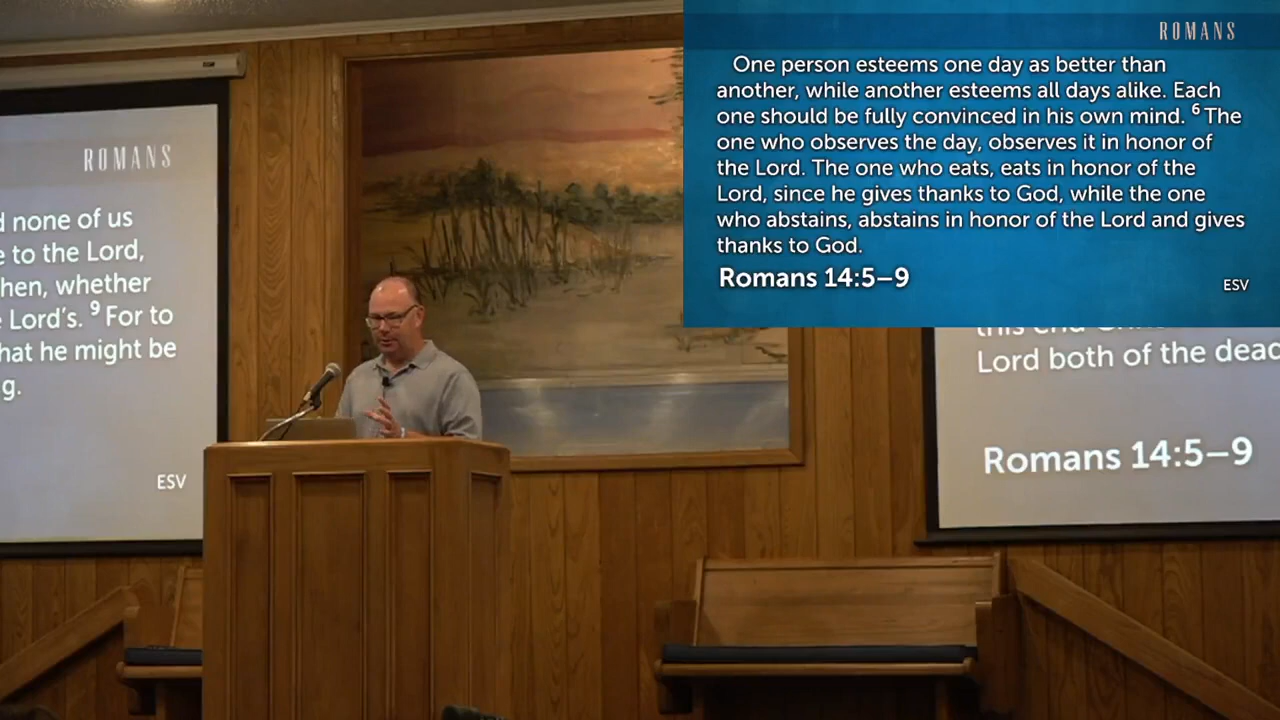 ROMANS
One person esteems one day as better than
another, while another esteems all days alike. Each
one should be fully convinced in his own mind. 6 The
one who observes the day, observes it in honor of
the Lord. The one who eats, eats in honor of the
Lord, since he gives thanks to God, while the one
who abstains, abstains in honor of the Lord and gives
thanks to God.
Romans 14:5–9
ESV
ROMANS
none of us
to the Lord,
whether
Lord's. 9 For to
hat he might be
g.
ESV
Lord both of the dead
Romans 14:5–9